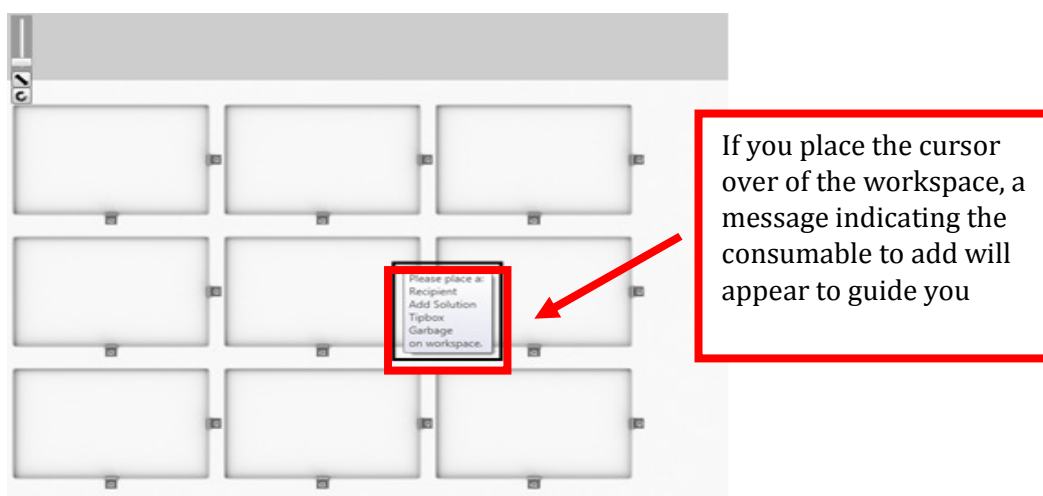 If you place the cursor
over of the workspace, a
message indicating the
consumable to add will
appear to guide you
Please place a:
Recipient
Add Solution
Tipbox
Garbage
on workspace.